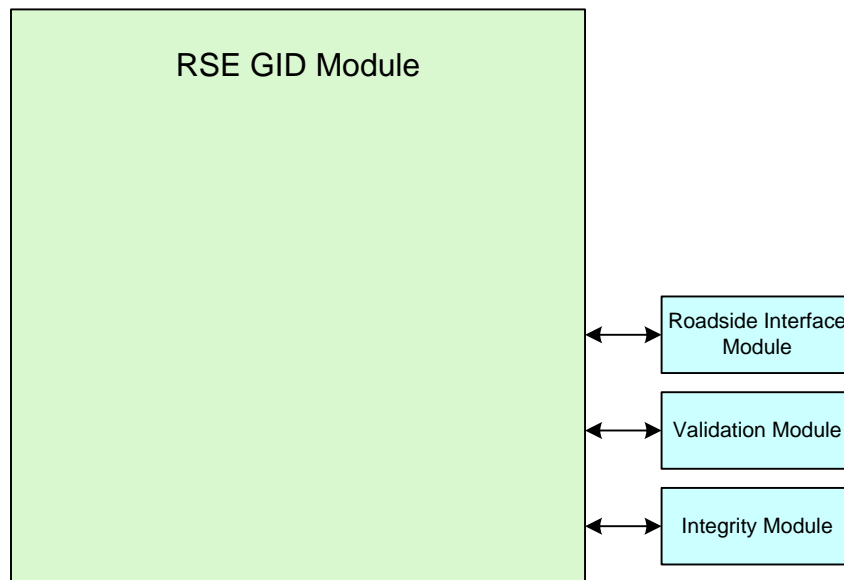 RSE GID Module
Roadside Interface
Module
Validation Module
Integrity Module